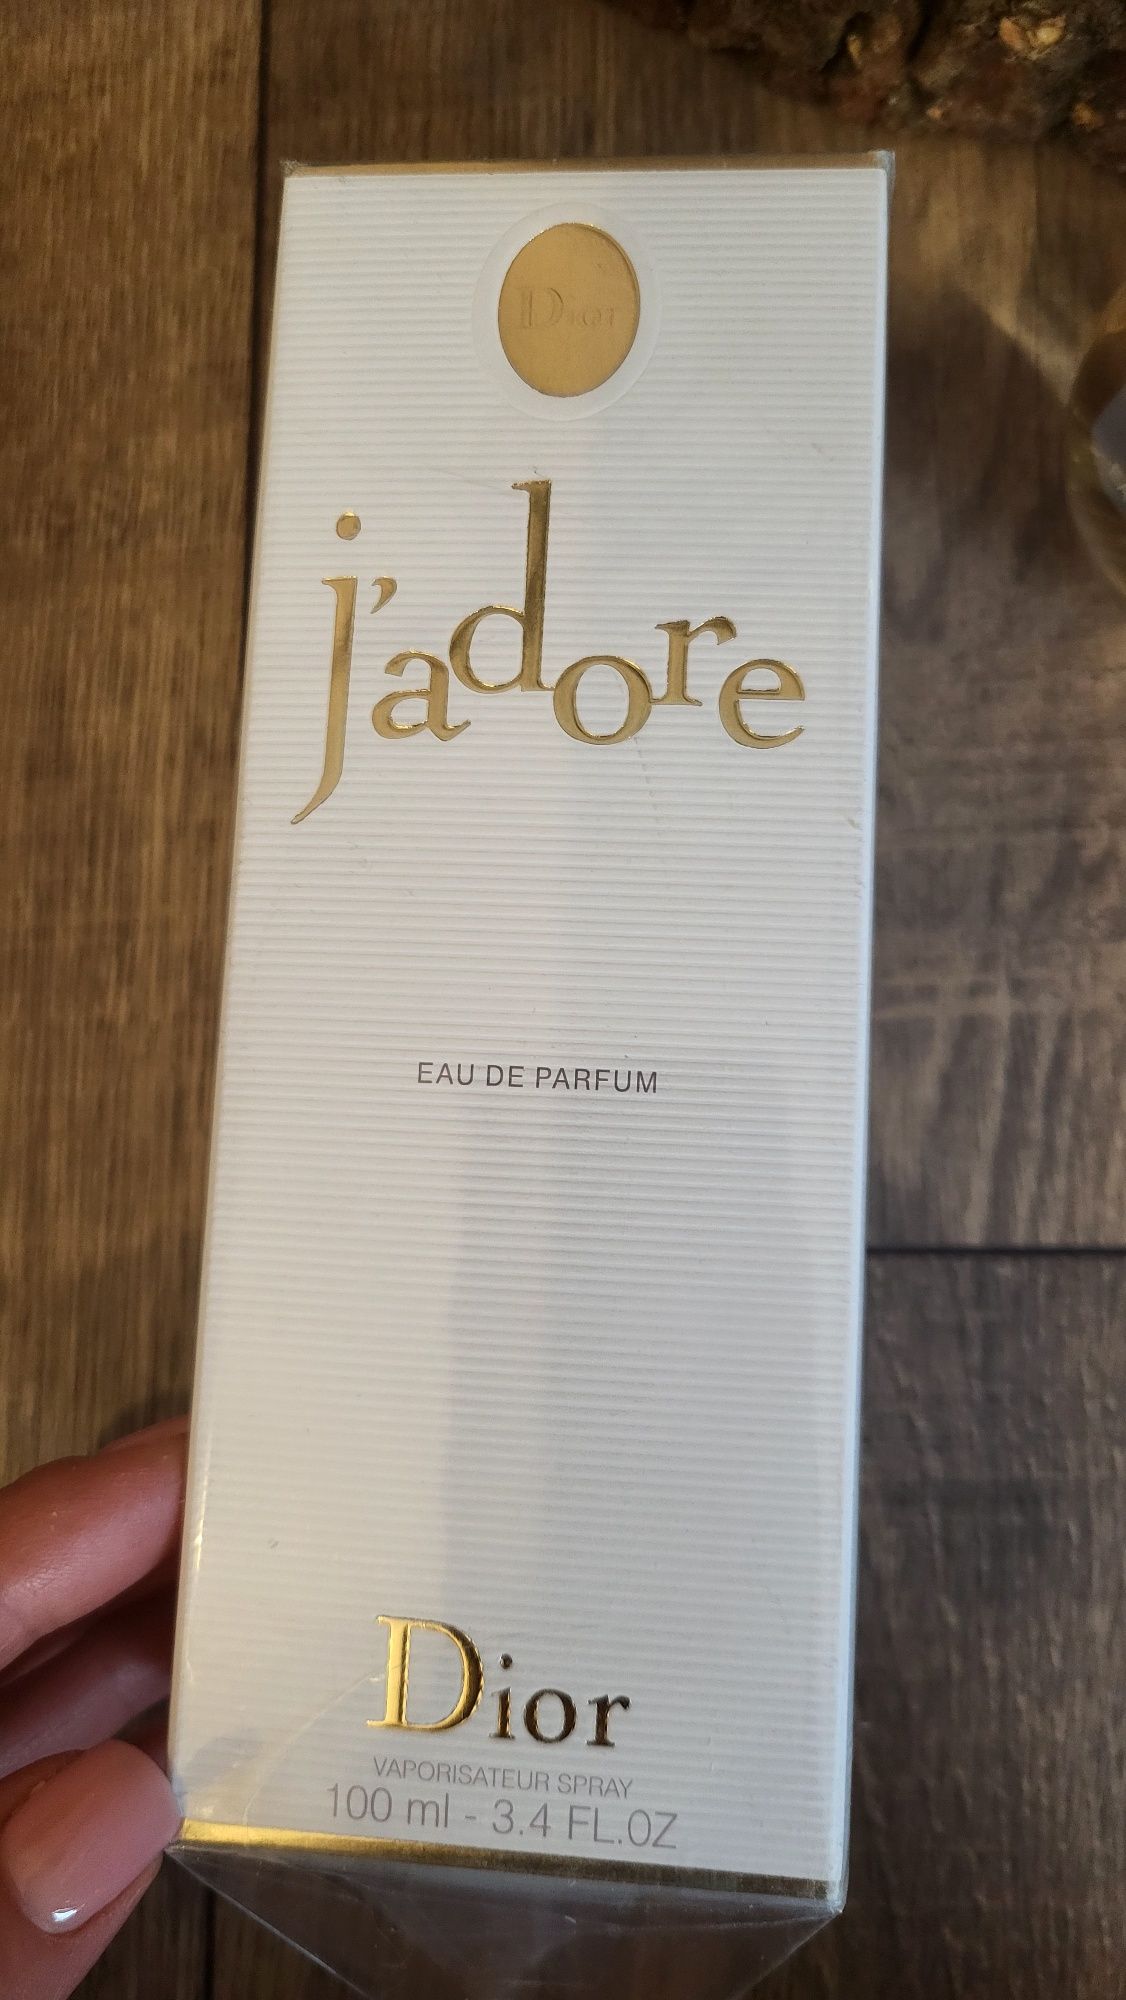 Dior
j'adore
EAU DE PARFUM
Dior
VAPORISATEUR SPRAY
100 ml - 3.4 FL.OZ